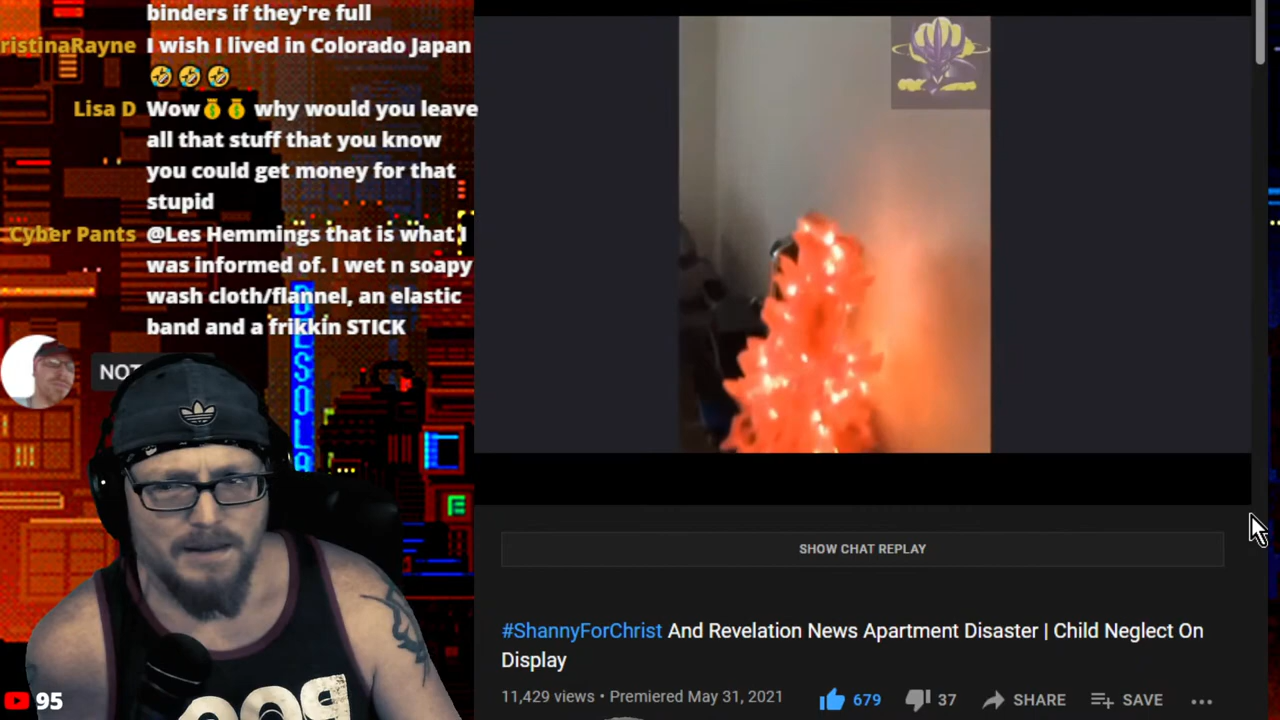 binders if they're full
ristinaRayne I wish I lived in Colorado Japan
🤣 🤣 🤣
Lisa D Wow💰💰 why would you leave
all that stuff that you know
you could get money for that
stupid
Cyber Pants @Les Hemmings that is what I
was informed of. I wet n soapy
wash cloth/flannel, an elastic
band and a frikkin STICK
NOT
DESOLA
SHOW CHAT REPLAY
#ShannyForChrist And Revelation News Apartment Disaster | Child Neglect On
Display
11,429 views • Premiered May 31, 2021
679
37
SHARE
SAVE
95